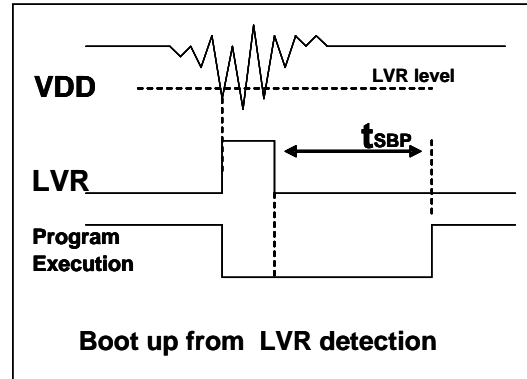 LVR level
VDD
tSBP
LVR
Program
Execution
Boot up from LVR detection